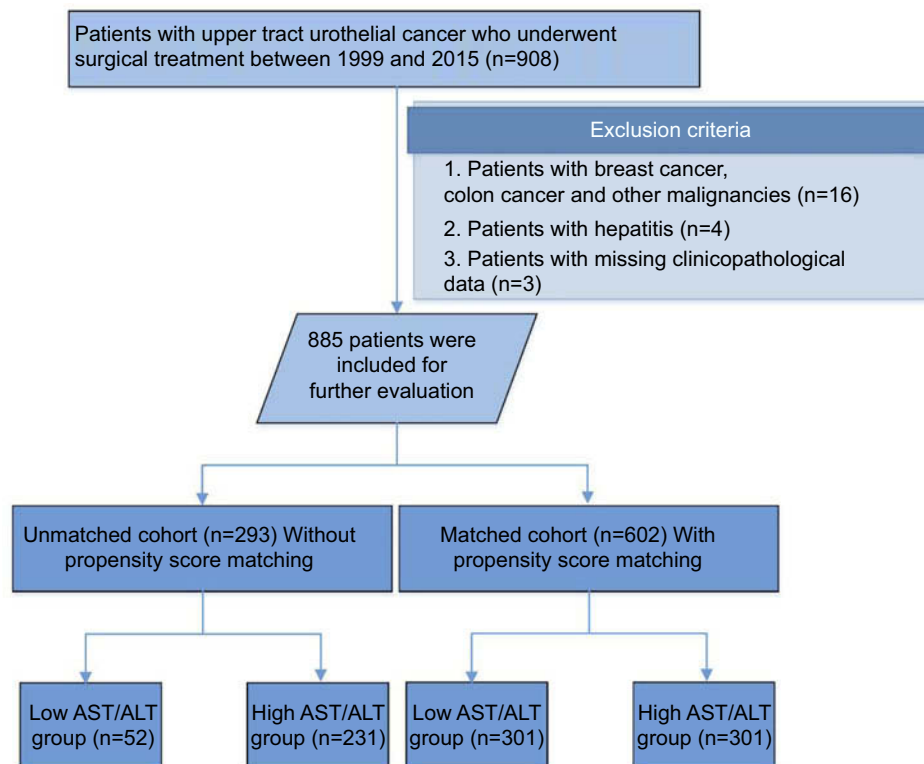 Patients with upper tract urothelial cancer who underwent
surgical treatment between 1999 and 2015 (n=908)
Exclusion criteria
1. Patients with breast cancer,
colon cancer and other malignancies (n=16)
2. Patients with hepatitis (n=4)
3. Patients with missing clinicopathological
data (n=3)
885 patients were
included for
further evaluation
Unmatched cohort (n=293) Without
propensity score matching
Matched cohort (n=602) With
propensity score matching
Low AST/ALT
group (n=52)
High AST/ALT
group (n=231)
Low AST/ALT
group (n=301)
High AST/ALT
group (n=301)